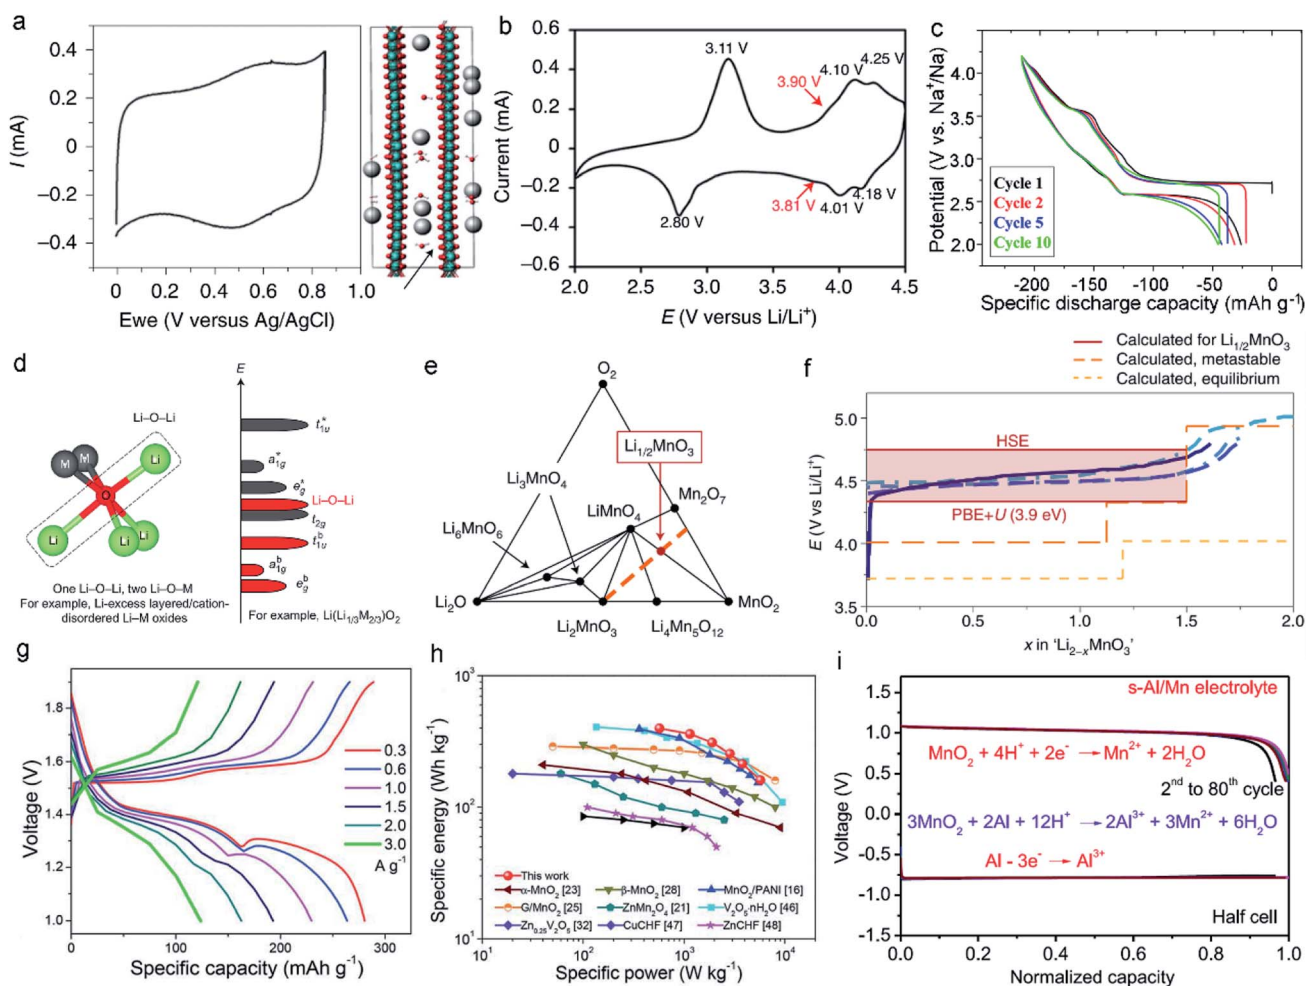 a
I (mA)
0.4
0.2
0
−0.2
−0.4
0
0.2
0.4
0.6
0.8
1.0
Ewe (V versus Ag/AgCl)
b
Current (mA)
0.6
0.4
0.2
0
−0.2
−0.4
0.6
3.11 V
3.90 V
4.10 V
4.25 V
2.80 V
3.81 V
4.01 V
4.18 V
2.0
2.5
3.0
3.5
4.0
4.5
E (V versus Li/Li⁺)
c
Potential (V vs. Na⁺/Na)
4.0
3.5
3.0
2.5
2.0
Cycle 1
Cycle 2
Cycle 5
Cycle 10
-200
-150
-100
-50
0
Specific discharge capacity (mAh g⁻¹)
d
Li–O–Li
M
M
Li
O
Li
Li
Li
One Li–O–Li, two Li–O–M
For example, Li-excess layered/cation-
disordered Li–M oxides
E
t*1u
a*1g
e*g
Li–O–Li
t2g
t^b1u
a^b1g
e^bg
For example, Li(Li1/3M2/3)O2
e
O₂
Li1/2MnO₃
Li₃MnO₄
Mn₂O₇
LiMnO₄
Li₆MnO₆
Li₂O
MnO₂
Li₂MnO₃
Li₄Mn₅O₁₂
f
Calculated for Li1/2MnO₃
Calculated, metastable
Calculated, equilibrium
E (V vs Li/Li⁺)
5.0
4.5
4.0
3.5
HSE
PBE+U (3.9 eV)
0.0
0.5
1.0
1.5
2.0
x in 'Li2-xMnO₃'
g
Voltage (V)
1.8
1.6
1.4
1.2
1.0
0.3
0.6
1.0
1.5
2.0
3.0
A g⁻¹
0
100
200
300
Specific capacity (mAh g⁻¹)
h
Specific energy (Wh kg⁻¹)
10³
10²
10¹
This work
α-MnO₂ [23]
β-MnO₂ [28]
MnO₂/PANI [16]
G/MnO₂ [25]
ZnMn₂O₄ [21]
V₂O₅·nH₂O [46]
Zn0.25V₂O₅ [32]
CuCHF [47]
ZnCHF [48]
10¹
10²
10³
10⁴
Specific power (W kg⁻¹)
i
Voltage (V)
1.5
1.0
0.5
0.0
-0.5
-1.0
-1.5
s-Al/Mn electrolyte
MnO₂ + 4H⁺ + 2e⁻ → Mn²⁺ + 2H₂O
2nd to 80th cycle
3MnO₂ + 2Al + 12H⁺ → 2Al³⁺ + 3Mn²⁺ + 6H₂O
Al - 3e⁻ → Al³⁺
Half cell
0.0
0.2
0.4
0.6
0.8
1.0
Normalized capacity